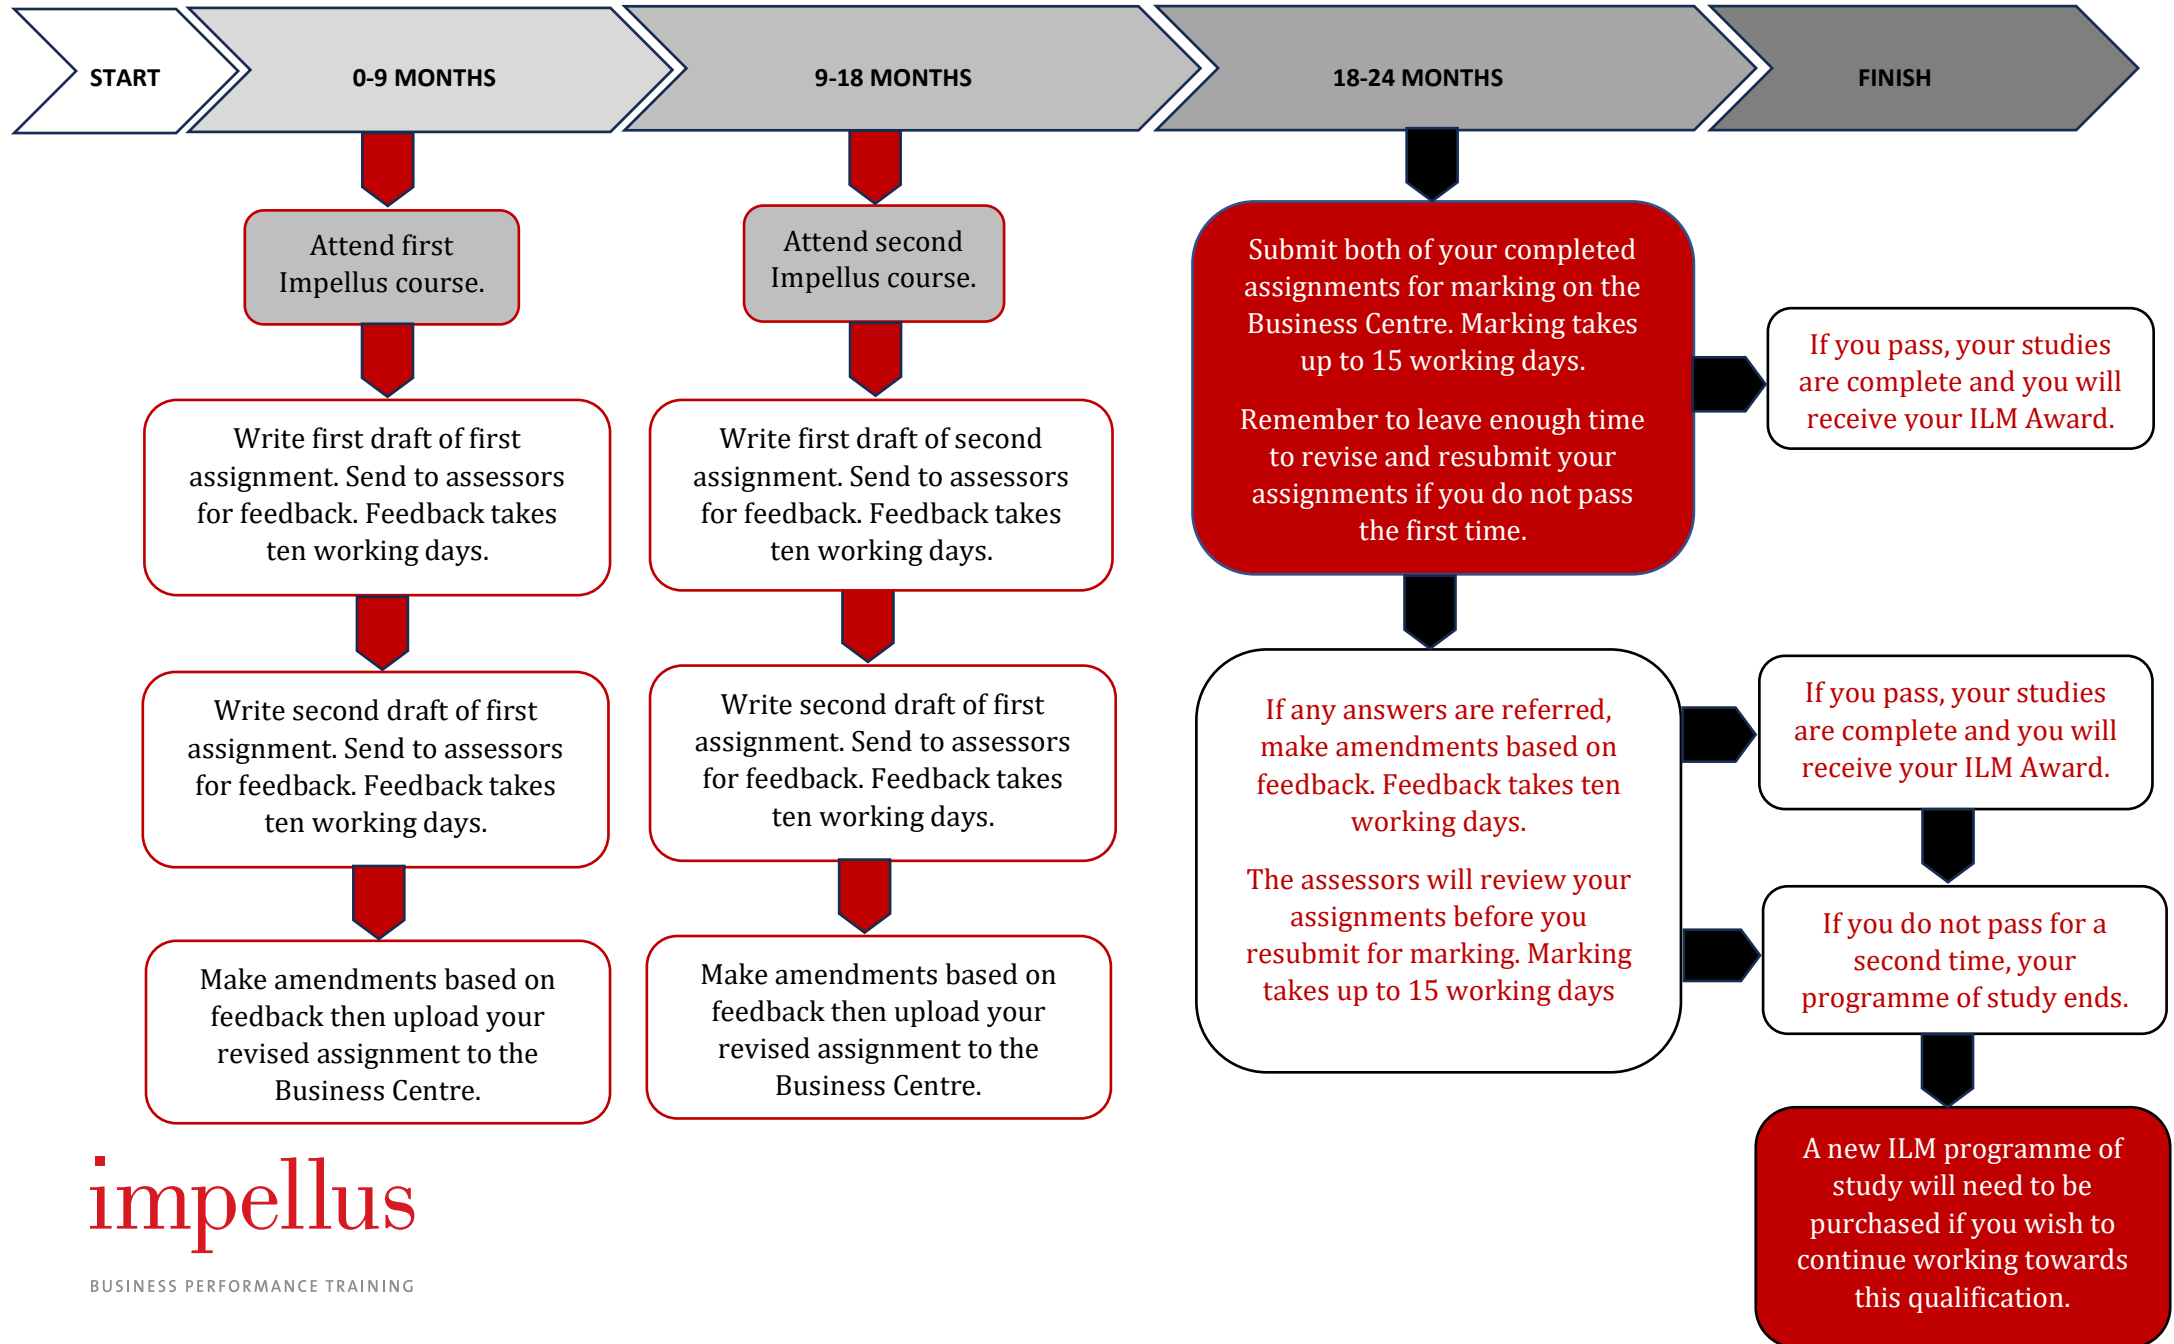 START
0-9 MONTHS
9-18 MONTHS
18-24 MONTHS
FINISH
Attend first
Impellus course.
Write first draft of first
assignment. Send to assessors
for feedback. Feedback takes
ten working days.
Write second draft of first
assignment. Send to assessors
for feedback. Feedback takes
ten working days.
Make amendments based on
feedback then upload your
revised assignment to the
Business Centre.
Attend second
Impellus course.
Write first draft of second
assignment. Send to assessors
for feedback. Feedback takes
ten working days.
Write second draft of first
assignment. Send to assessors
for feedback. Feedback takes
ten working days.
Make amendments based on
feedback then upload your
revised assignment to the
Business Centre.
Submit both of your completed
assignments for marking on the
Business Centre. Marking takes
up to 15 working days.
Remember to leave enough time
to revise and resubmit your
assignments if you do not pass
the first time.
If any answers are referred,
make amendments based on
feedback. Feedback takes ten
working days.
The assessors will review your
assignments before you
resubmit for marking. Marking
takes up to 15 working days
If you pass, your studies
are complete and you will
receive your ILM Award.
If you pass, your studies
are complete and you will
receive your ILM Award.
If you do not pass for a
second time, your
programme of study ends.
A new ILM programme of
study will need to be
purchased if you wish to
continue working towards
this qualification.
impellus
BUSINESS PERFORMANCE TRAINING